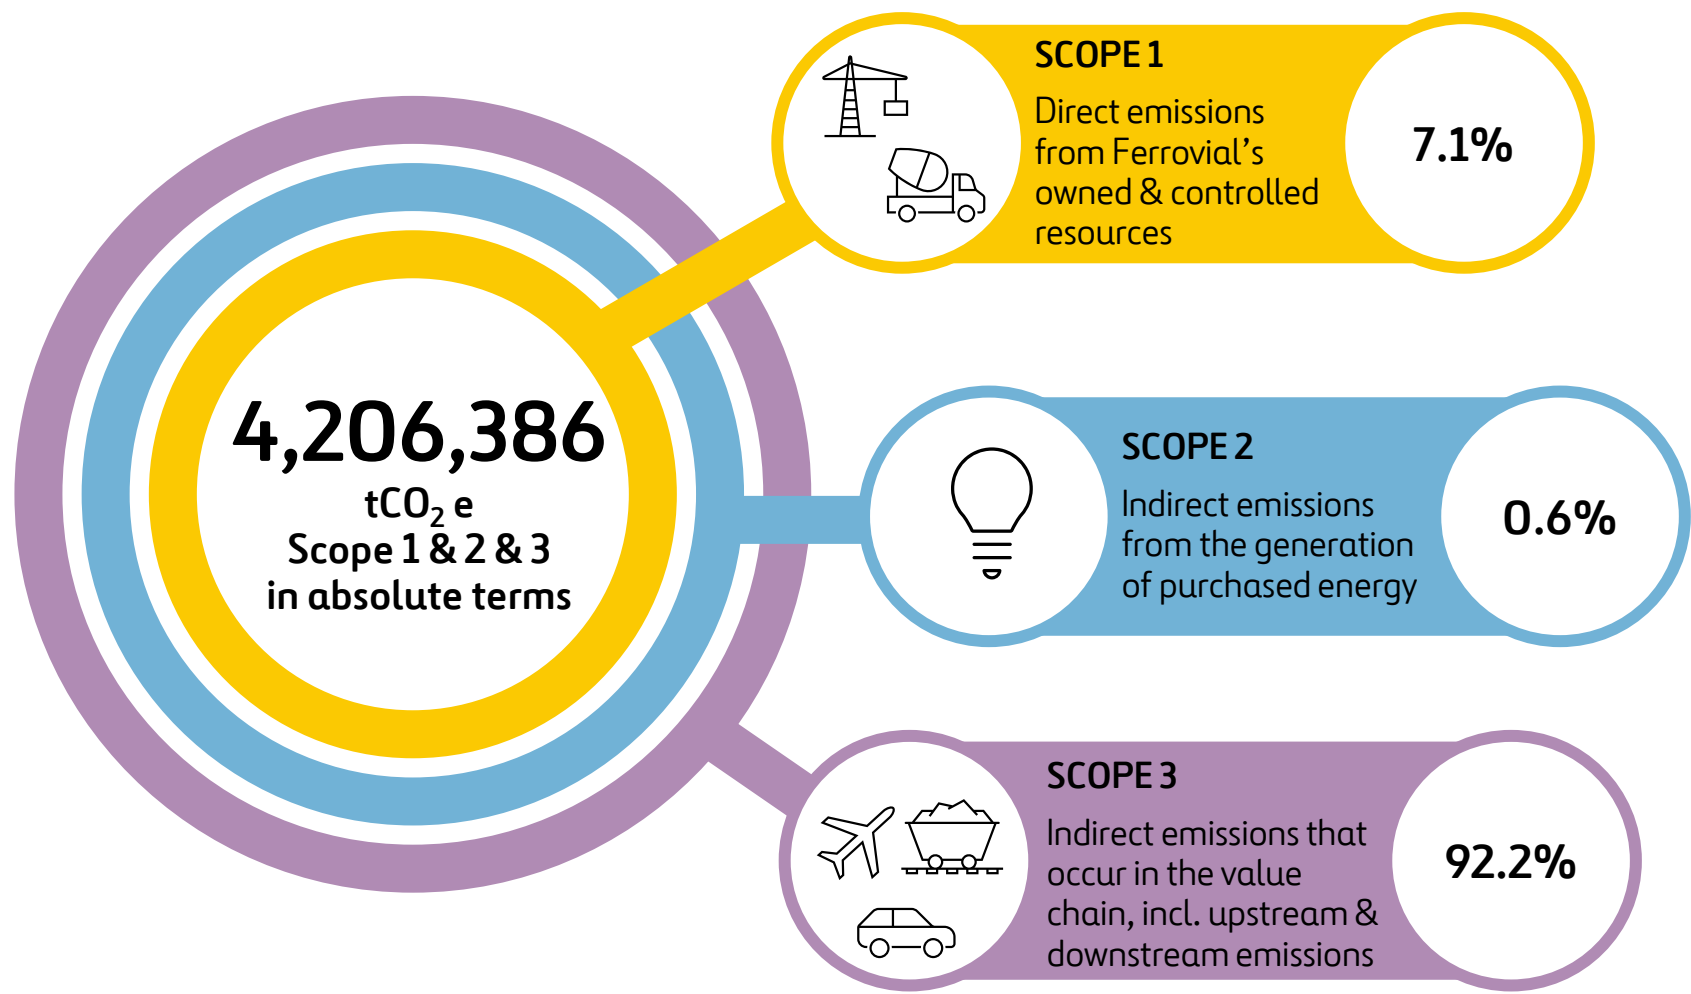 4,206,386
tCO₂ e
Scope 1 & 2 & 3
in absolute terms
SCOPE 1
Direct emissions
from Ferrovial’s
owned & controlled
resources
7.1%
SCOPE 2
Indirect emissions
from the generation
of purchased energy
0.6%
SCOPE 3
Indirect emissions that
occur in the value
chain, incl. upstream &
downstream emissions
92.2%